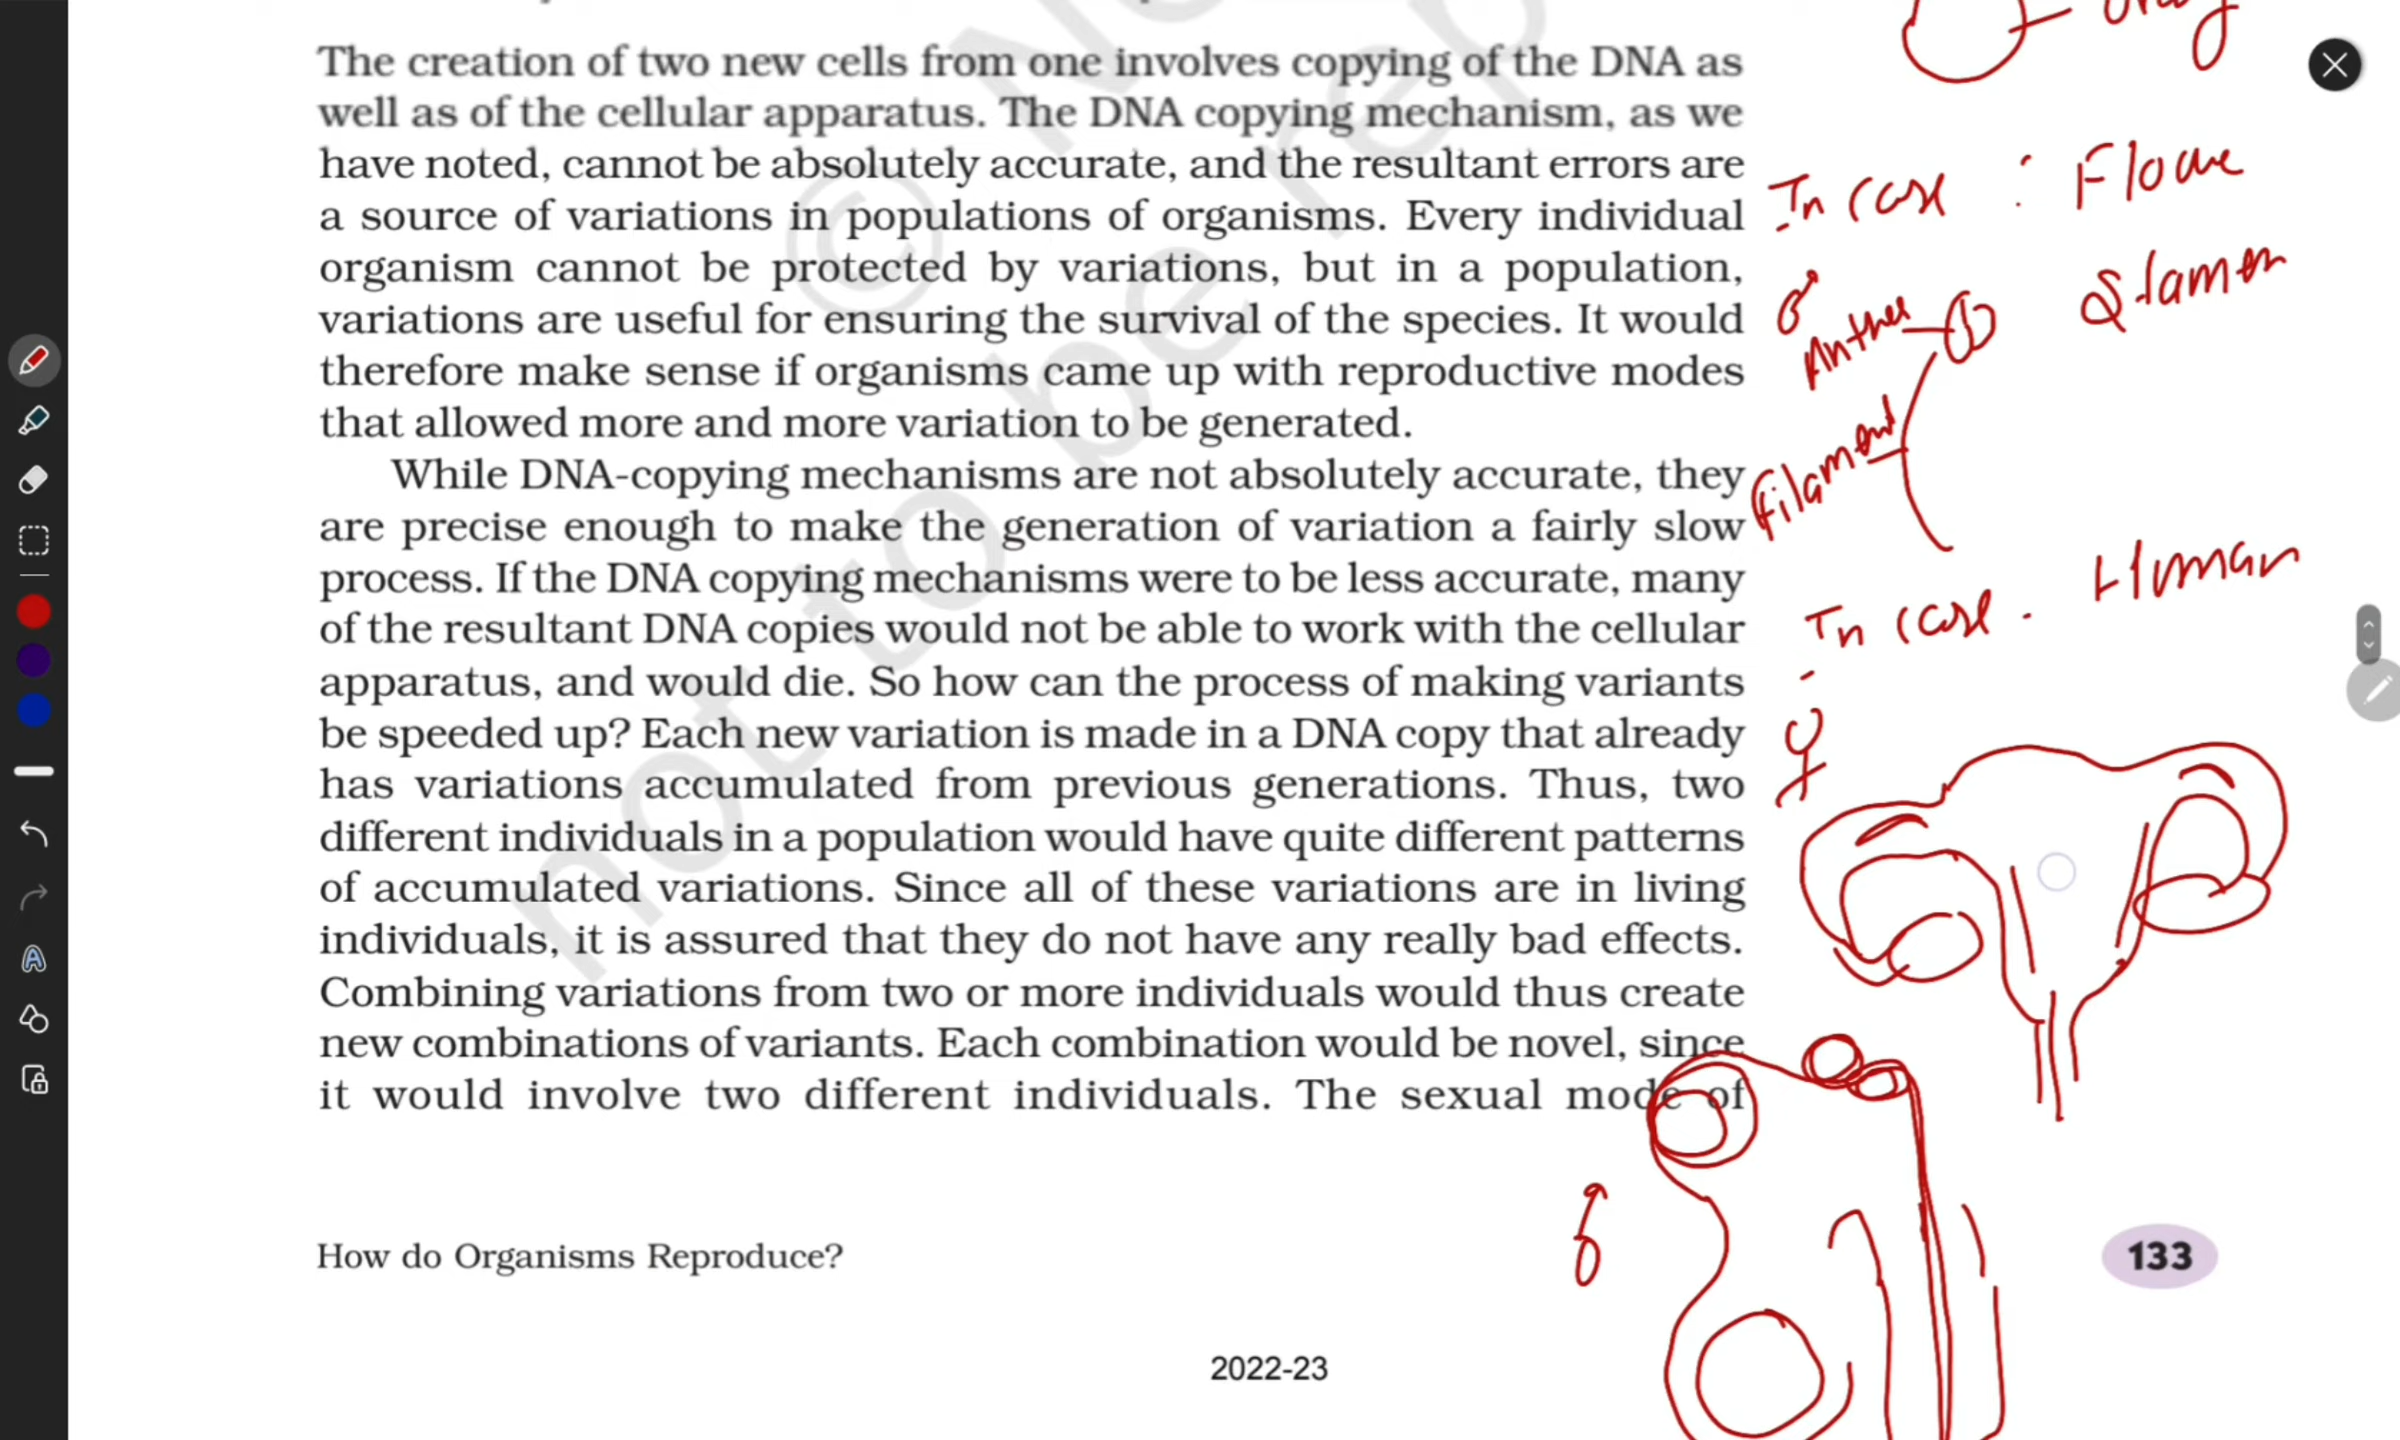 The creation of two new cells from one involves copying of the DNA as
well as of the cellular apparatus. The DNA copying mechanism, as we
have noted, cannot be absolutely accurate, and the resultant errors are
a source of variations in populations of organisms. Every individual
organism cannot be protected by variations, but in a population,
variations are useful for ensuring the survival of the species. It would
therefore make sense if organisms came up with reproductive modes
that allowed more and more variation to be generated.
While DNA-copying mechanisms are not absolutely accurate, they
are precise enough to make the generation of variation a fairly slow
process. If the DNA copying mechanisms were to be less accurate, many
of the resultant DNA copies would not be able to work with the cellular
apparatus, and would die. So how can the process of making variants
be speeded up? Each new variation is made in a DNA copy that already
has variations accumulated from previous generations. Thus, two
different individuals in a population would have quite different patterns
of accumulated variations. Since all of these variations are in living
individuals, it is assured that they do not have any really bad effects.
Combining variations from two or more individuals would thus create
new combinations of variants. Each combination would be novel, since
it would involve two different individuals. The sexual mode of
How do Organisms Reproduce?
133
2022-23
© N
not to be rep
In case :
♂
Filament
In case . Human
♀
♂